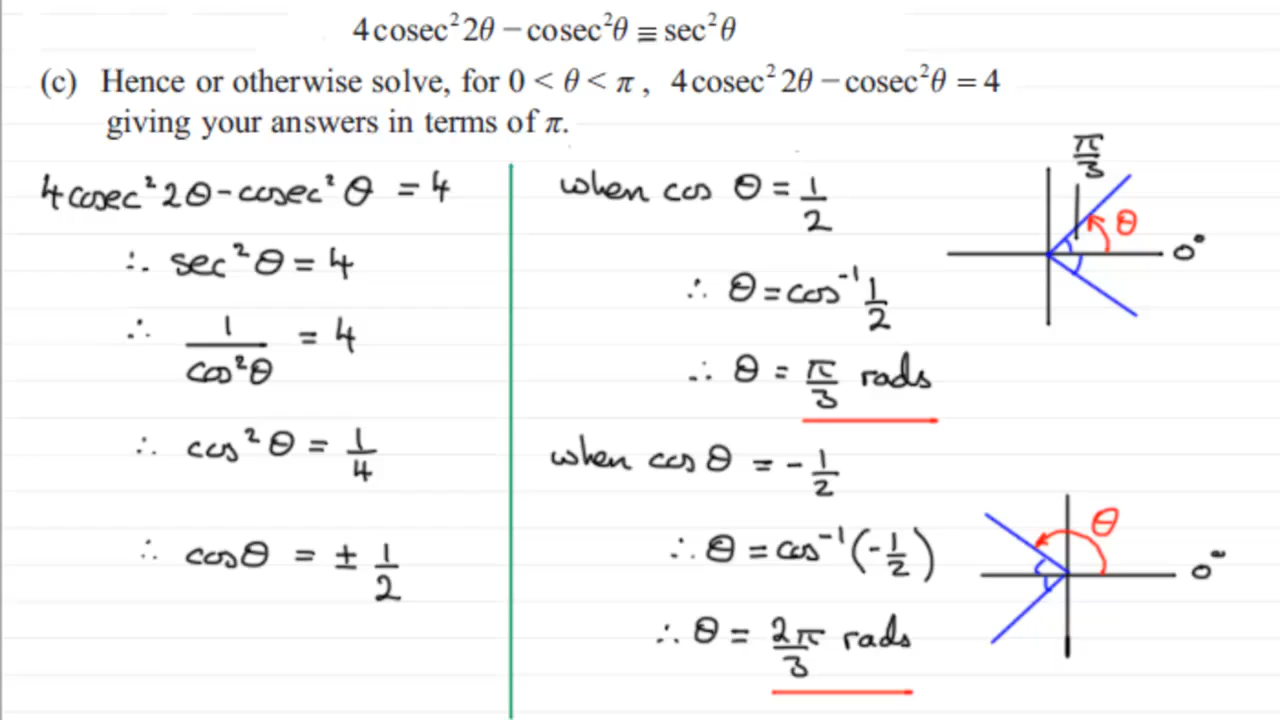 4cosec²2θ − cosec²θ ≡ sec²θ
(c) Hence or otherwise solve, for 0 < θ < π, 4cosec²2θ − cosec²θ = 4
giving your answers in terms of π.
4cosec²2θ − cosec²θ = 4
∴ sec²θ = 4
∴ 1/cos²θ = 4
∴ cos²θ = 1/4
∴ cosθ = ± 1/2
when cos θ = 1/2
∴ θ = cos⁻¹ 1/2
∴ θ = π/3 rads
π/3
θ
0°
when cosθ = −1/2
∴ θ = cos⁻¹(−1/2)
∴ θ = 2π/3 rads
θ
0°